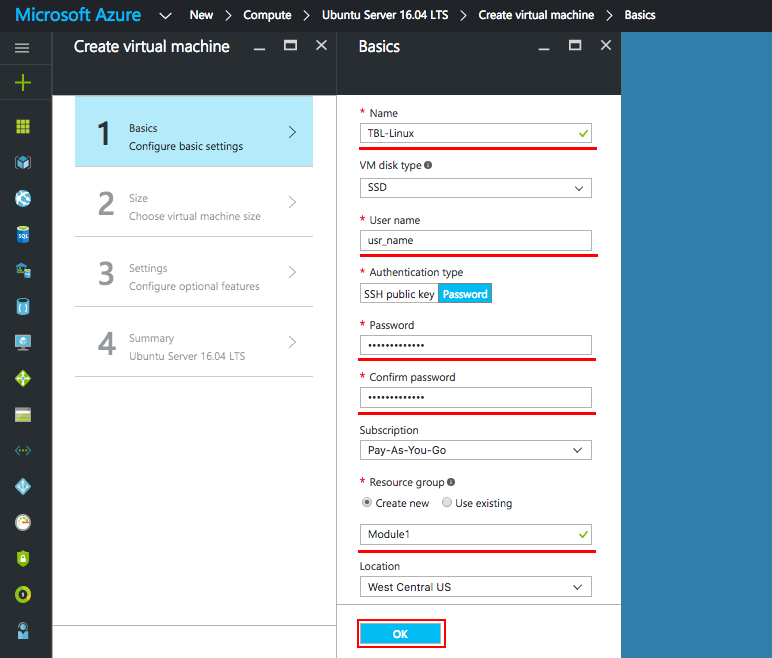 Microsoft Azure New Compute Ubuntu Server 16.04 LTS Create virtual machine Basics
Create virtual machine
1
Basics
Configure basic settings
2
Size
Choose virtual machine size
3
Settings
Configure optional features
4
Summary
Ubuntu Server 16.04 LTS
Basics
* Name
TBL-Linux
VM disk type
SSD
* User name
usr_name
* Authentication type
SSH public key Password
* Password
•••••••••••••
* Confirm password
•••••••••••••
Subscription
Pay-As-You-Go
* Resource group
Create new Use existing
Module1
Location
West Central US
OK
SQL